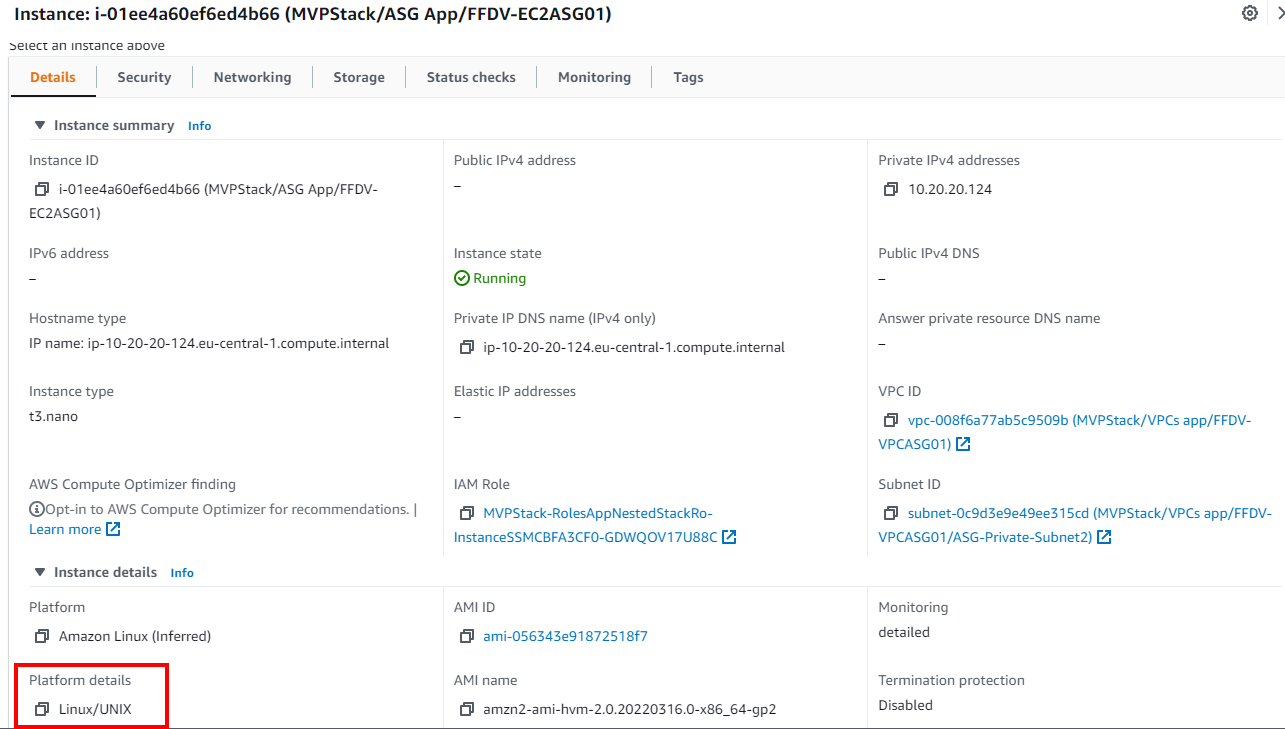 Instance: i-01ee4a60ef6ed4b66 (MVPStack/ASG App/FFDV-EC2ASG01)
Select an instance above
Details Security Networking Storage Status checks Monitoring Tags
Instance summary Info
Instance ID
i-01ee4a60ef6ed4b66 (MVPStack/ASG App/FFDV-
EC2ASG01)
Public IPv4 address
–
Private IPv4 addresses
10.20.20.124
IPv6 address
–
Instance state
Running
Public IPv4 DNS
–
Hostname type
IP name: ip-10-20-20-124.eu-central-1.compute.internal
Private IP DNS name (IPv4 only)
ip-10-20-20-124.eu-central-1.compute.internal
Answer private resource DNS name
–
Instance type
t3.nano
Elastic IP addresses
–
VPC ID
vpc-008f6a77ab5c9509b (MVPStack/VPCs app/FFDV-
VPCASG01)
AWS Compute Optimizer finding
Opt-in to AWS Compute Optimizer for recommendations. |
Learn more
IAM Role
MVPStack-RolesAppNestedStackRo-
InstanceSSMCBFA3CF0-GDWQOV17U88C
Subnet ID
subnet-0c9d3e9e49ee315cd (MVPStack/VPCs app/FFDV-
VPCASG01/ASG-Private-Subnet2)
Instance details Info
Platform
Amazon Linux (Inferred)
AMI ID
ami-056343e91872518f7
Monitoring
detailed
Platform details
Linux/UNIX
AMI name
amzn2-ami-hvm-2.0.20220316.0-x86_64-gp2
Termination protection
Disabled